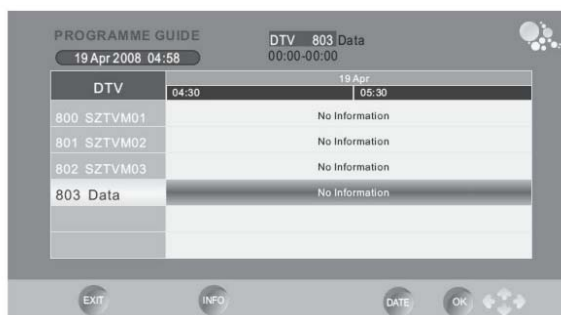 PROGRAMME GUIDE
DTV 803 Data
19 Apr 2008 04:58
00:00-00:00
DTV
19 Apr
04:30 05:30
800 SZTVM01 No Information
801 SZTVM02 No Information
802 SZTVM03 No Information
803 Data No Information
EXIT INFO DATE OK